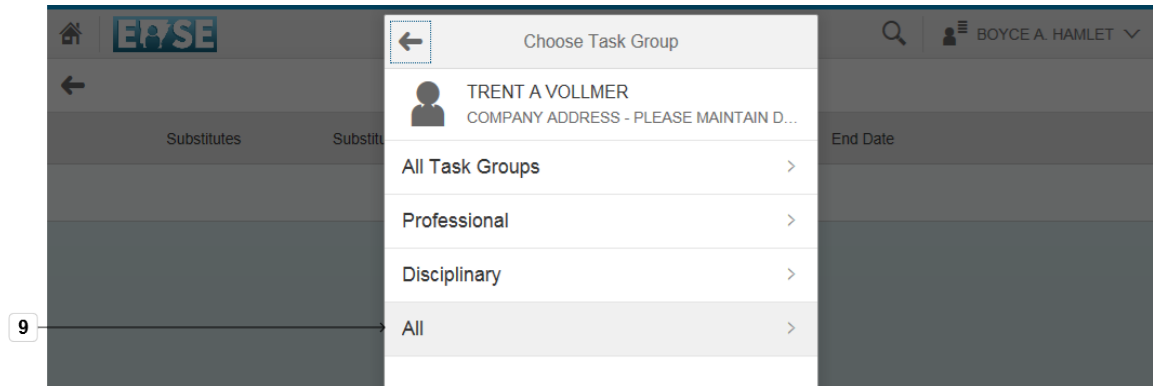 EASE
BOYCE A. HAMLET
Choose Task Group
TRENT A VOLLMER
COMPANY ADDRESS - PLEASE MAINTAIN D...
Substitutes
Substitu
End Date
All Task Groups
Professional
Disciplinary
9
All